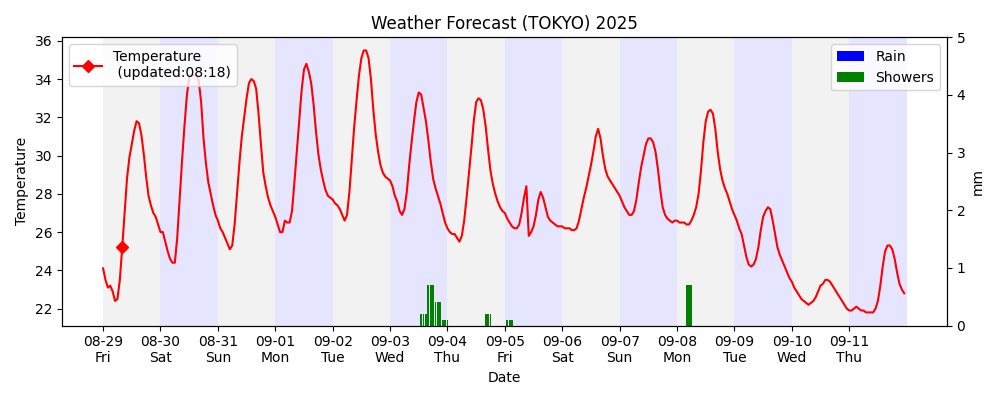 Weather Forecast (TOKYO) 2025
Temperature
(updated:08:18)
Rain
Showers
Temperature
36
34
32
30
28
26
24
22
5
4
3
2
1
0
mm
08-29 08-30 08-31 09-01 09-02 09-03 09-04 09-05 09-06 09-07 09-08 09-09 09-10 09-11
Fri Sat Sun Mon Tue Wed Thu Fri Sat Sun Mon Tue Wed Thu
Date